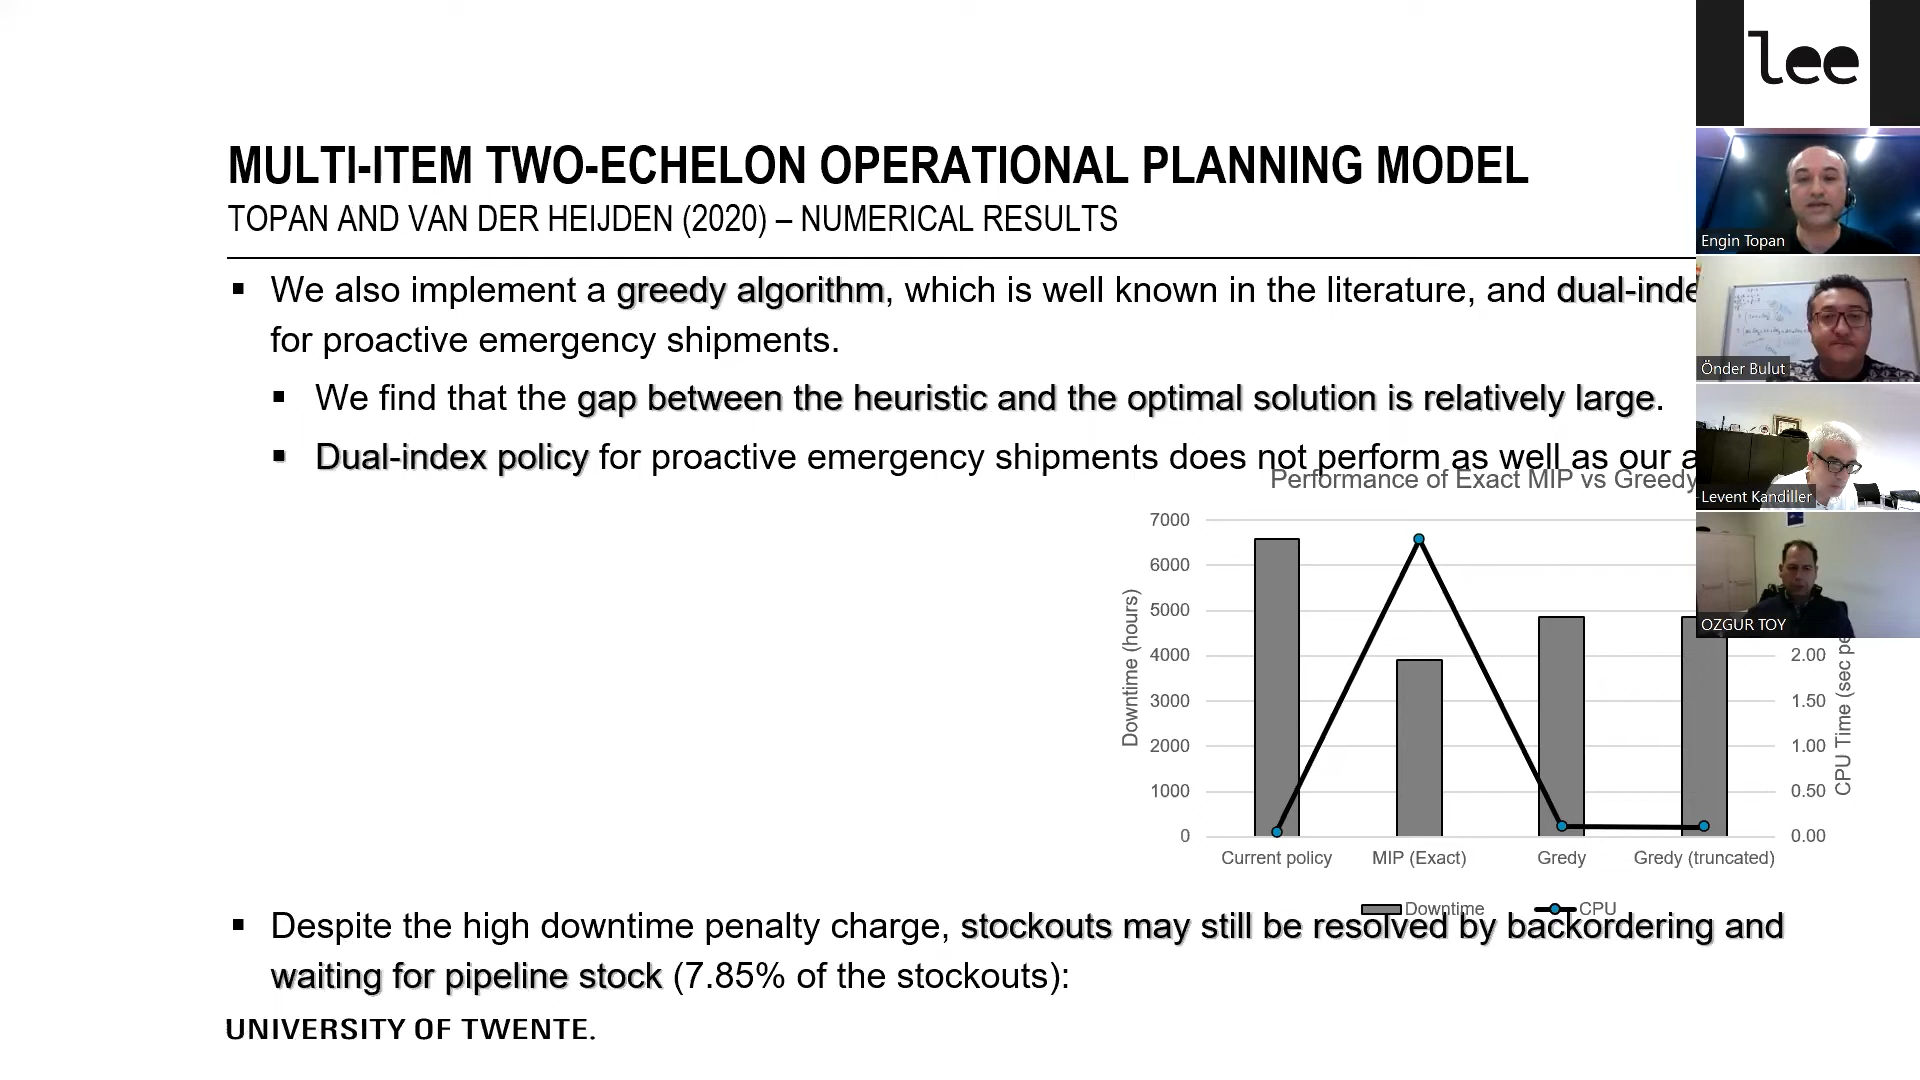 lee
MULTI-ITEM TWO-ECHELON OPERATIONAL PLANNING MODEL
TOPAN AND VAN DER HEIJDEN (2020) – NUMERICAL RESULTS
Engin Topan
▪ We also implement a greedy algorithm, which is well known in the literature, and
for proactive emergency shipments.
Önder Bulut
▪ We find that the gap between the heuristic and the optimal solution is relatively large.
▪ Dual-index policy for proactive emergency shipments does not perform as well as our
Levent Kandiller
OZGUR TOY
Performance of Exact MIP vs Greedy
7000
6000
5000
4000
3000
2000
1000
0
Downtime (hours)
2.00
1.50
1.00
0.50
0.00
CPU Time (sec
Current policy MIP (Exact) Gredy Gredy (truncated)
Downtime CPU
▪ Despite the high downtime penalty charge, stockouts may still be resolved by backordering and
waiting for pipeline stock (7.85% of the stockouts):
UNIVERSITY OF TWENTE.